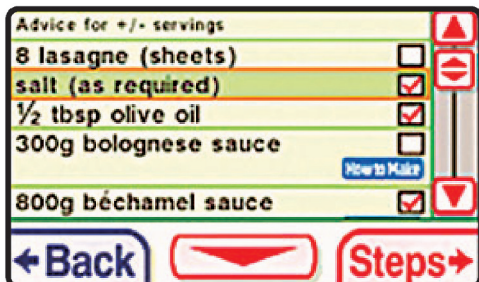 Advice for +/- servings
8 lasagne (sheets)
salt (as required)
½ tbsp olive oil
300g bolognese sauce
How to Make
800g béchamel sauce
Back
Steps